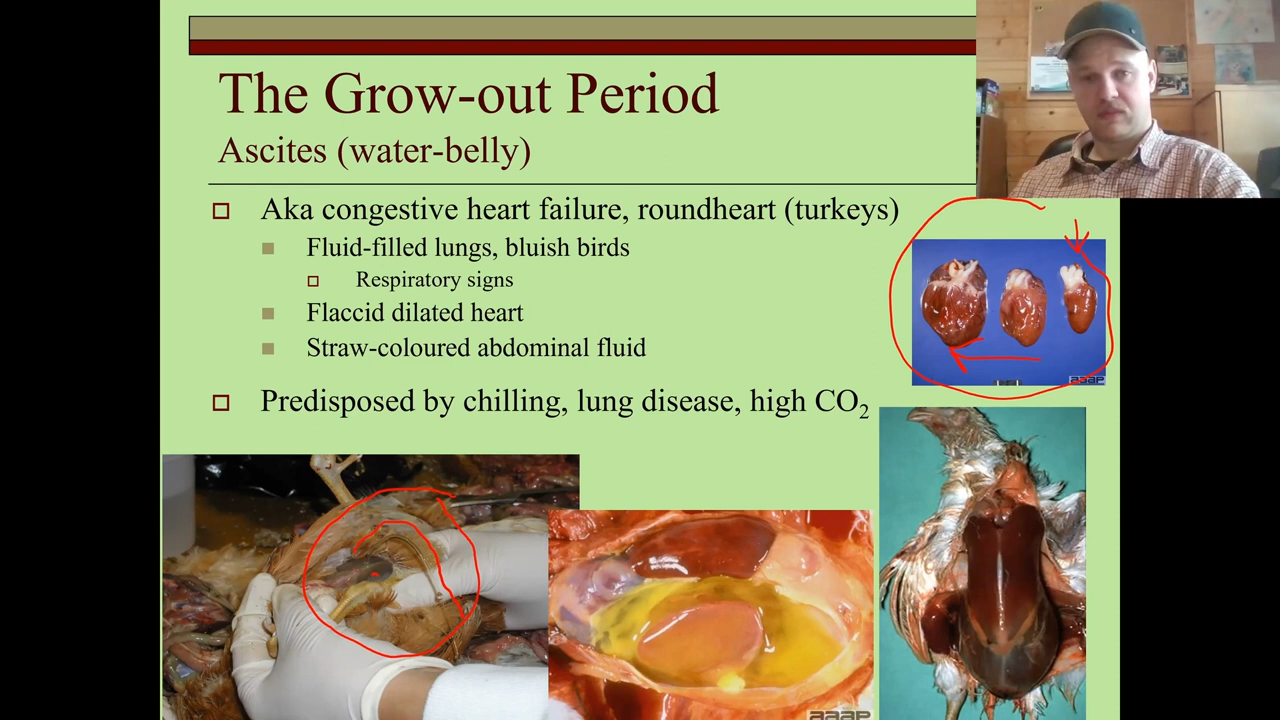 The Grow-out Period
Ascites (water-belly)
Aka congestive heart failure, roundheart (turkeys)
Fluid-filled lungs, bluish birds
Respiratory signs
Flaccid dilated heart
Straw-coloured abdominal fluid
Predisposed by chilling, lung disease, high CO₂